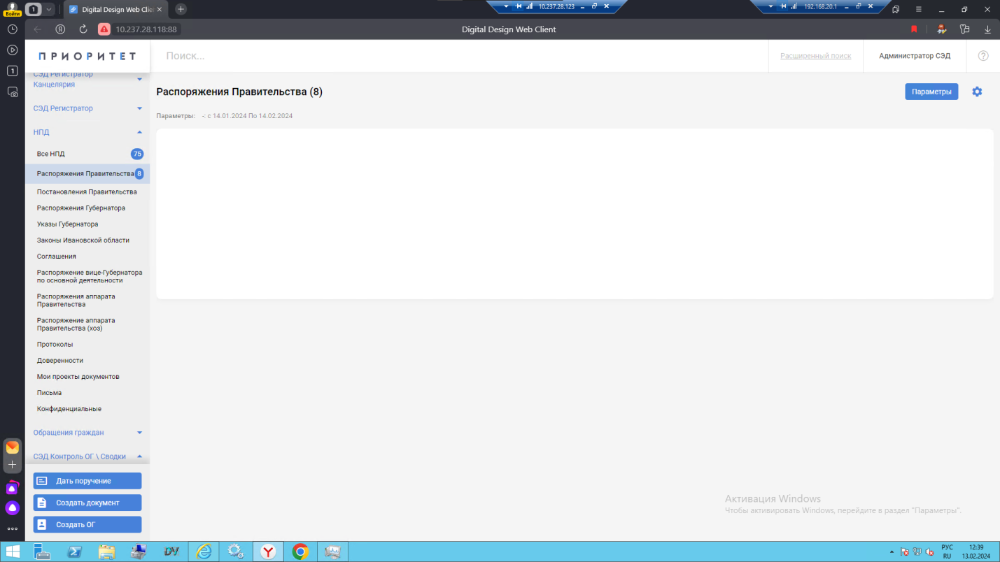 Войти
1
Digital Design Web Clie
10.237.28.123
192.168.20.1
10.237.28.118:88
Digital Design Web Client
1
ПРИОРИТЕТ
Поиск...
Расширенный поиск
Администратор СЭД
?
СЭД Регистратор
Канцелярия
СЭД Регистратор
НПД
Все НПД
75
Распоряжения Правительства
8
Постановления Правительства
Распоряжения Губернатора
Указы Губернатора
Законы Ивановской области
Соглашения
Распоряжение вице-Губернатора
по основной деятельности
Распоряжения аппарата
Правительства
Распоряжение аппарата
Правительства (хоз)
Протоколы
Доверенности
Мои проекты документов
Письма
Конфиденциальные
Обращения граждан
СЭД Контроль ОГ \ Сводки
Дать поручение
Создать документ
Создать ОГ
Распоряжения Правительства (8)
Параметры
Параметры: -: с 14.01.2024 По 14.02.2024
Активация Windows
Чтобы активировать Windows, перейдите в раздел "Параметры".
DV
РУС
RU
12:39
13.02.2024